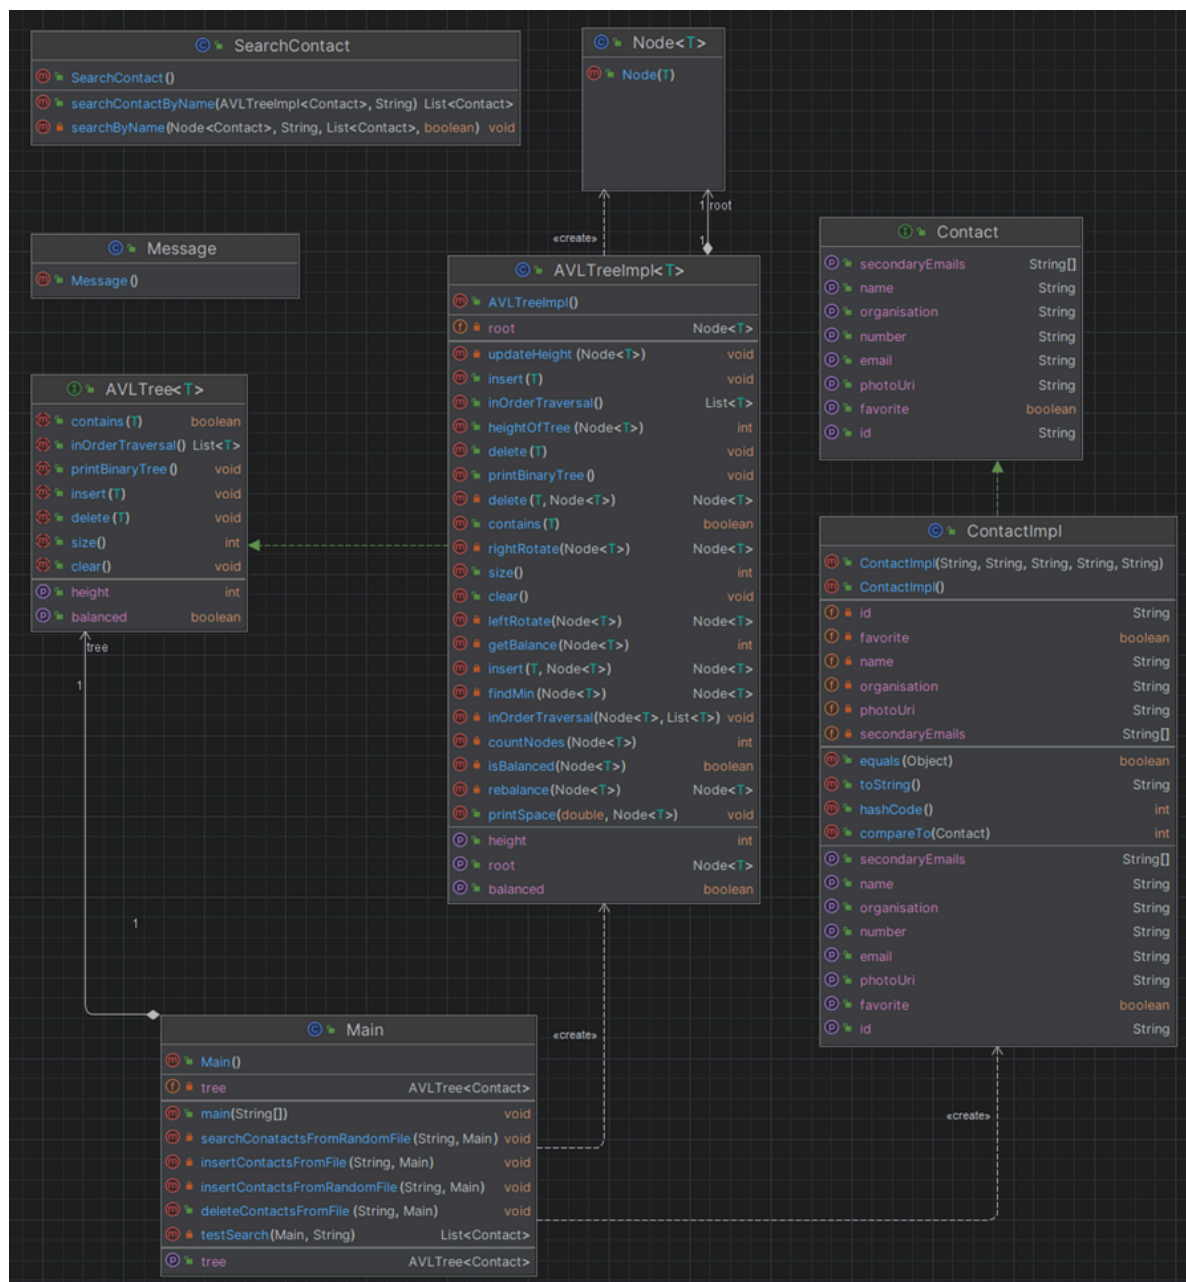 SearchContact
SearchContact()
searchContactByName(AVLTreeImpl<Contact>, String) List<Contact>
searchByName(Node<Contact>, String, List<Contact>, boolean) void
Node<T>
Node(T)
1 root
«create»
1
Message
Message()
Contact
secondaryEmails String[]
name String
organisation String
number String
email String
photoUri String
favorite boolean
id String
AVLTree<T>
contains(T) boolean
inOrderTraversal() List<T>
printBinaryTree() void
insert(T) void
delete(T) void
size() int
clear() void
height int
balanced boolean
tree
1
1
AVLTreeImpl<T>
AVLTreeImpl()
root Node<T>
updateHeight(Node<T>) void
insert(T) void
inOrderTraversal() List<T>
heightOfTree(Node<T>) int
delete(T) void
printBinaryTree() void
delete(T, Node<T>) Node<T>
contains(T) boolean
rightRotate(Node<T>) Node<T>
size() int
clear() void
leftRotate(Node<T>) Node<T>
getBalance(Node<T>) int
insert(T, Node<T>) Node<T>
findMin(Node<T>) Node<T>
inOrderTraversal(Node<T>, List<T>) void
countNodes(Node<T>) int
isBalanced(Node<T>) boolean
rebalance(Node<T>) Node<T>
printSpace(double, Node<T>) void
height int
root Node<T>
balanced boolean
ContactImpl
ContactImpl(String, String, String, String, String)
ContactImpl()
id String
favorite boolean
name String
organisation String
photoUri String
secondaryEmails String[]
equals(Object) boolean
toString() String
hashCode() int
compareTo(Contact) int
secondaryEmails String[]
name String
organisation String
number String
email String
photoUri String
favorite boolean
id String
Main
Main()
tree AVLTree<Contact>
main(String[]) void
searchConatactsFromRandomFile(String, Main) void
insertContactsFromFile(String, Main) void
insertContactsFromRandomFile(String, Main) void
deleteContactsFromFile(String, Main) void
testSearch(Main, String) List<Contact>
tree AVLTree<Contact>
«create»
«create»